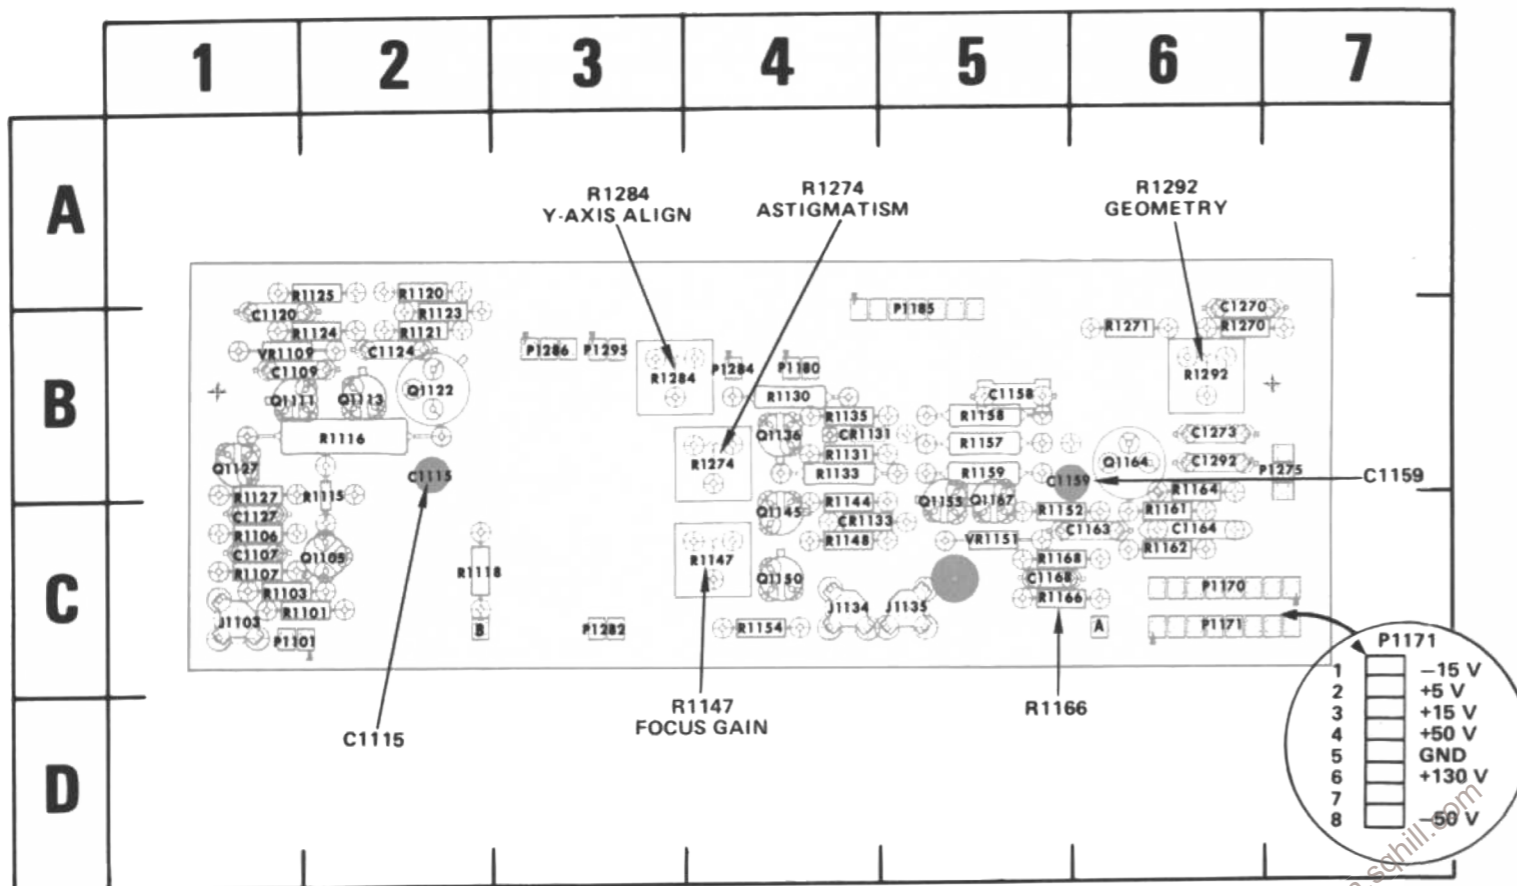 1 2 3 4 5 6 7
A
R1284
Y-AXIS ALIGN
R1274
ASTIGMATISM
R1292
GEOMETRY
R1125 R1120
C1120 R1123 P1185 C1270
R1124 R1121 R1271 R1270
VR1109 C1124 P1286 P1295
C1109 R1284 P1284 P1180 R1292
B
Q1111 Q1113 Q1122 R1130 C1158
R1135 R1158
R1116 Q1136 CR1131 R1157 C1273
Q1127 R1274 R1131 Q1164 C1292
C1115 R1133 R1159 C1159 P1275 C1159
R1127 R1115 R1144 Q1155 Q1167 R1164
C1127 Q1145 CR1133 R1152 R1161
R1106 C1163 C1164
C1107 Q1105 R1148 VR1151 R1162
R1107 R1118 R1147 Q1150 R1168
C
R1103 C1168 P1170
R1101 J1134 J1135 R1166
J1103 B P1282 R1154 A P1171
P1101
P1171
1 −15 V
2 +5 V
3 +15 V
4 +50 V
5 GND
6 +130 V
7
8 −50 V
R1147
FOCUS GAIN
R1166
C1115
D